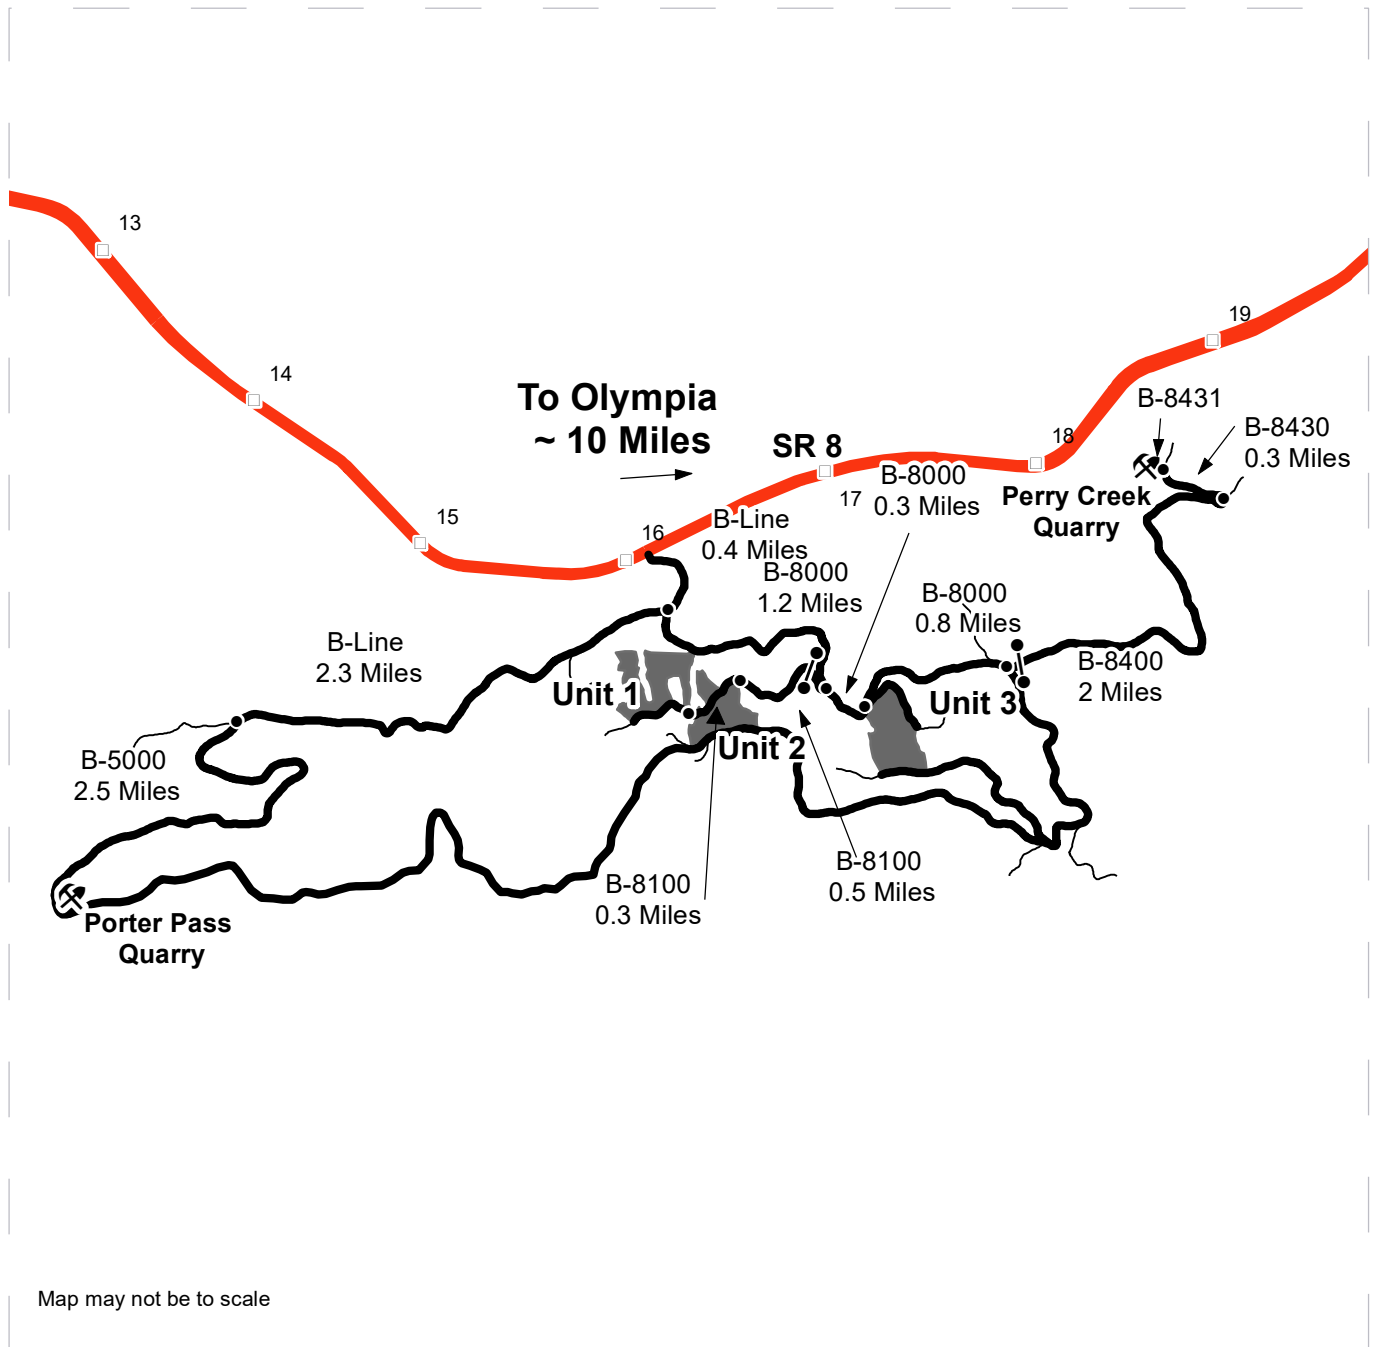 13
19
14
To Olympia
~ 10 Miles
B-8431
B-8430
0.3 Miles
18
SR 8
B-8000
0.3 Miles
17
Perry Creek
Quarry
15
16
B-Line
0.4 Miles
B-8000
1.2 Miles
B-8000
0.8 Miles
B-Line
2.3 Miles
B-8400
2 Miles
Unit 1
Unit 3
Unit 2
B-5000
2.5 Miles
B-8100
0.5 Miles
B-8100
0.3 Miles
Porter Pass
Quarry
Map may not be to scale